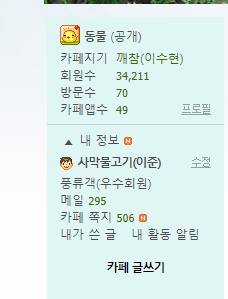 동물 (공개)
카페지기 깨참(이수현)
회원수 34,211
방문수 70
카페앱수 49 프로필
▲ 내 정보 N
사막물고기(이준) 수정
풍류객(우수회원)
메일 295
카페 쪽지 506 N
내가 쓴 글 내 활동 알림
카페 글쓰기